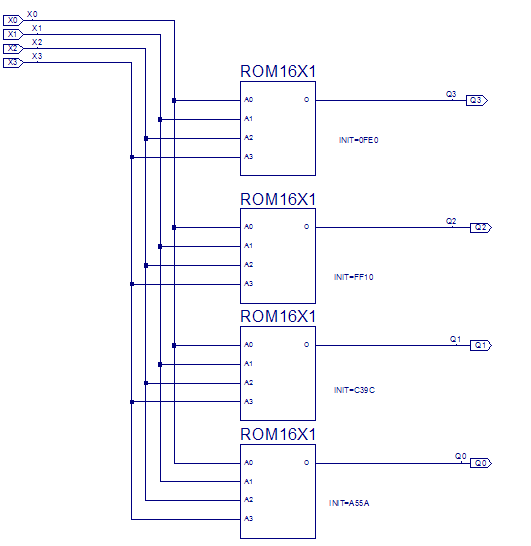 X0 X0
X1 X1
X2 X2
X3 X3
ROM16X1
A0 O Q3 Q3
A1
A2 INIT=0FE0
A3
ROM16X1
A0 O Q2 Q2
A1
A2
A3 INIT=FF10
ROM16X1
A0 O Q1 Q1
A1
A2
A3 INIT=C39C
ROM16X1
A0 O Q0 Q0
A1
A2 INIT=A55A
A3